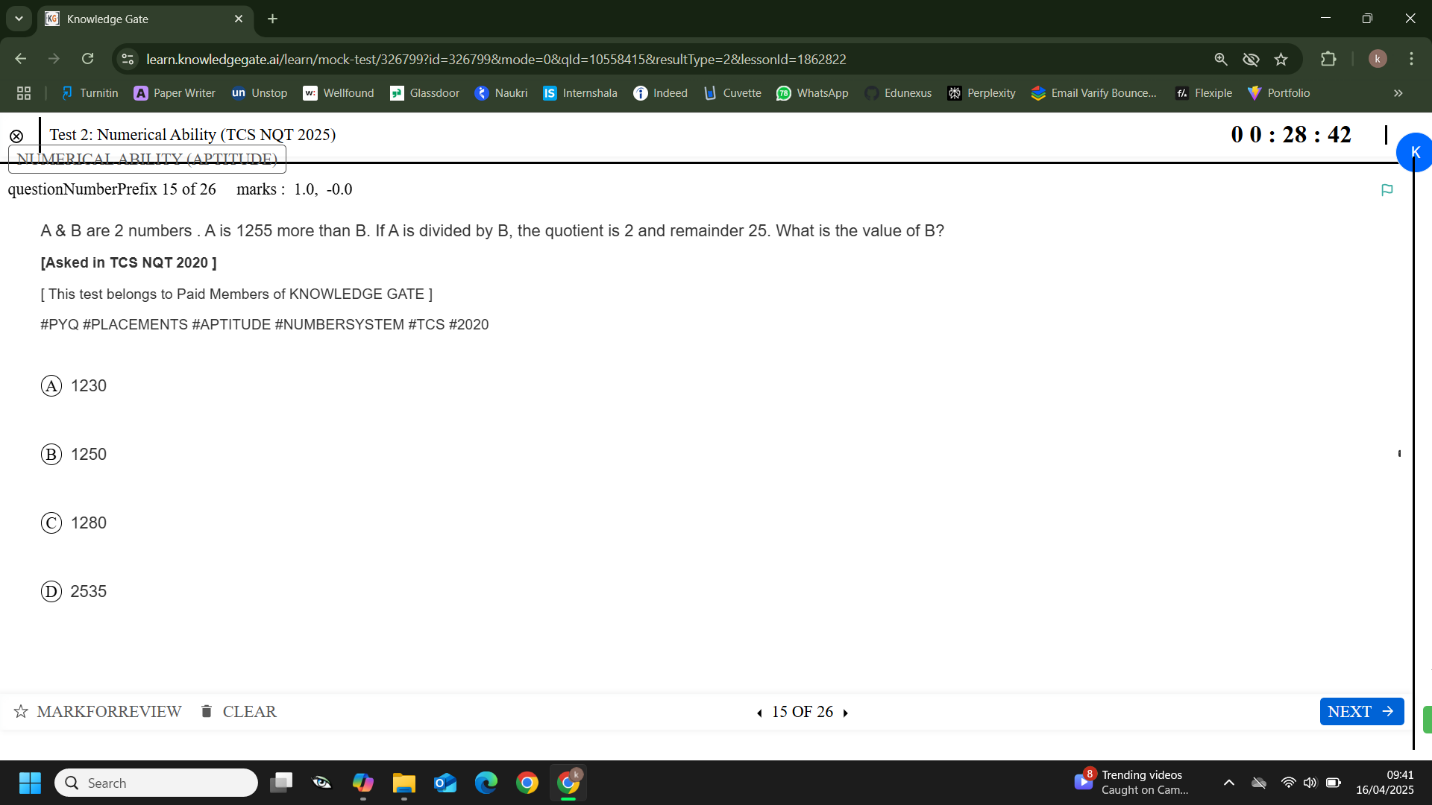 KG Knowledge Gate
learn.knowledgegate.ai/learn/mock-test/326799?id=326799&mode=0&qId=10558415&resultType=2&lessonId=1862822
k
Turnitin A Paper Writer un Unstop w: Wellfound Glassdoor Naukri IS Internshala Indeed Cuvette WhatsApp Edunexus Perplexity Email Varify Bounce... f/. Flexiple Portfolio »
Test 2: Numerical Ability (TCS NQT 2025) 00:28:42
K
NUMERICAL ABILITY (APTITUDE)
questionNumberPrefix 15 of 26 marks : 1.0, -0.0
A & B are 2 numbers . A is 1255 more than B. If A is divided by B, the quotient is 2 and remainder 25. What is the value of B?
[Asked in TCS NQT 2020 ]
[ This test belongs to Paid Members of KNOWLEDGE GATE ]
#PYQ #PLACEMENTS #APTITUDE #NUMBERSYSTEM #TCS #2020
A 1230
B 1250
C 1280
D 2535
MARKFORREVIEW CLEAR 15 OF 26 NEXT
Search
8 Trending videos
Caught on Cam...
09:41
16/04/2025